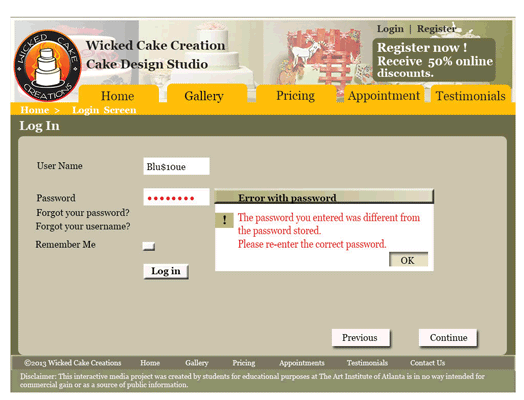 WICKED CAKE
CREATIONS
Wicked Cake Creation
Cake Design Studio
Login | Register
Register now !
Receive 50% online
discounts.
Home
Gallery
Pricing
Appointment
Testimonials
Home > Login Screen
Log In
User Name
Blu$10ue
Password
Forgot your password?
Forgot your username?
Remember Me
Log in
Error with password
!
The password you entered was different from
the password stored.
Please re-enter the correct password.
OK
Previous
Continue
©2013 Wicked Cake Creations Home Gallery Pricing Appointments Testimonials Contact Us
Disclaimer: This interactive media project was created by students for educational purposes at The Art Institute of Atlanta is in no way intended for
commercial gain or as a source of public information.